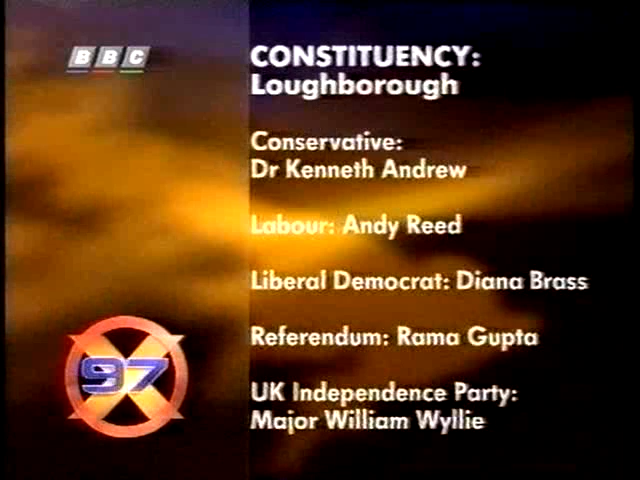 BBC
CONSTITUENCY:
Loughborough
Conservative:
Dr Kenneth Andrew
Labour: Andy Reed
Liberal Democrat: Diana Brass
Referendum: Rama Gupta
UK Independence Party:
Major William Wyllie
X
97